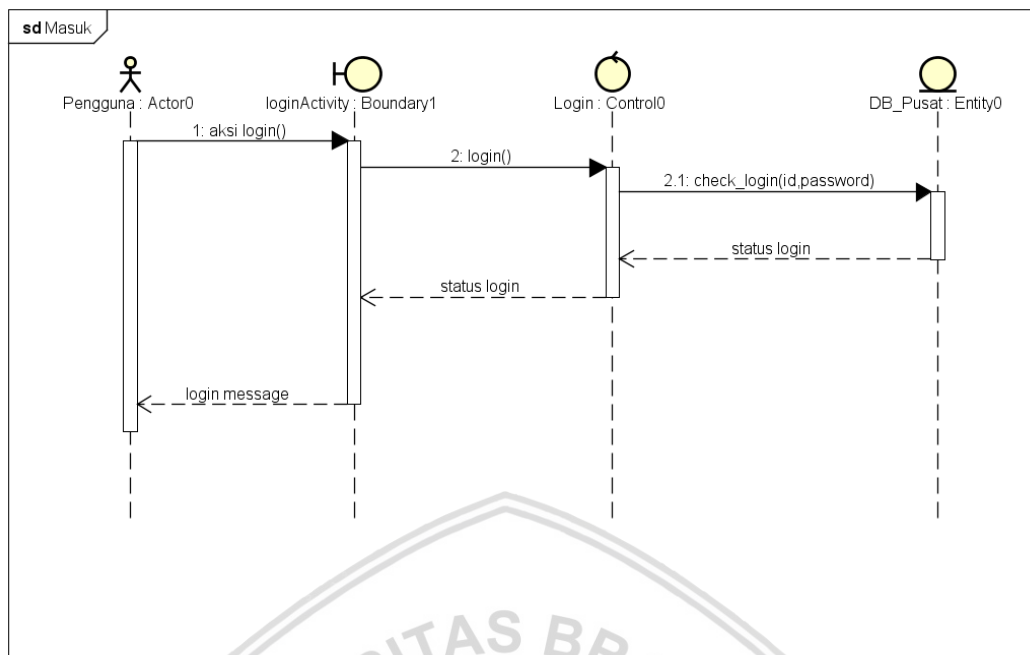 sd Masuk
Pengguna : Actor0
loginActivity : Boundary1
Login : Control0
DB_Pusat : Entity0
1: aksi login()
2: login()
2.1: check_login(id,password)
status login
status login
login message